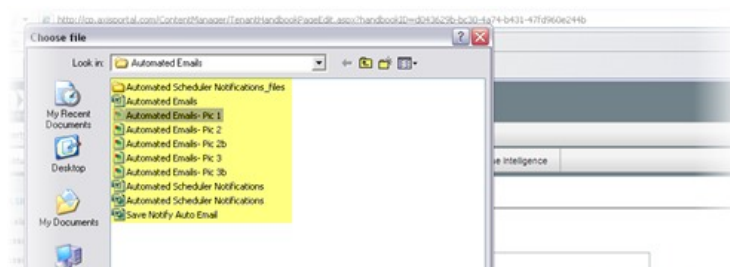 http://cp.axisportal.com/ContentManager/TenantHandbookPageEdit.aspx?handbookID=d043629b-bc30-4a74-b431-47fd960e244b
Choose file
Look in: Automated Emails
Automated Scheduler Notifications_files
Automated Emails
Automated Emails- Pic 1
Automated Emails- Pic 2
Automated Emails- Pic 2b
Automated Emails- Pic 3
Automated Emails- Pic 3b
Automated Scheduler Notifications
Automated Scheduler Notifications
Save Notify Auto Email
My Recent
Documents
Desktop
My Documents
Intelligence